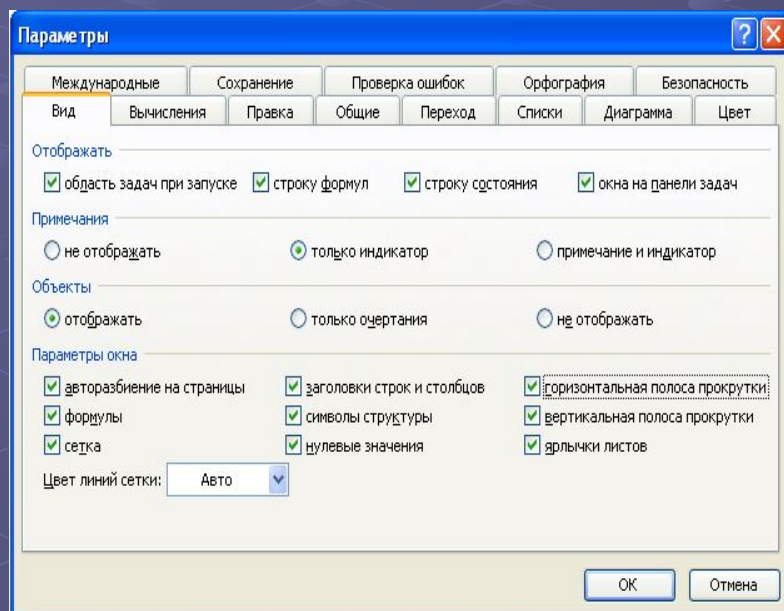 Параметры
Международные Сохранение Проверка ошибок Орфография Безопасность
Вид Вычисления Правка Общие Переход Списки Диаграмма Цвет
Отображать
область задач при запуске строку формул строку состояния окна на панели задач
Примечания
не отображать только индикатор примечание и индикатор
Объекты
отображать только очертания не отображать
Параметры окна
авторазбиение на страницы заголовки строк и столбцов горизонтальная полоса прокрутки
формулы символы структуры вертикальная полоса прокрутки
сетка нулевые значения ярлычки листов
Цвет линий сетки: Авто
ОК Отмена